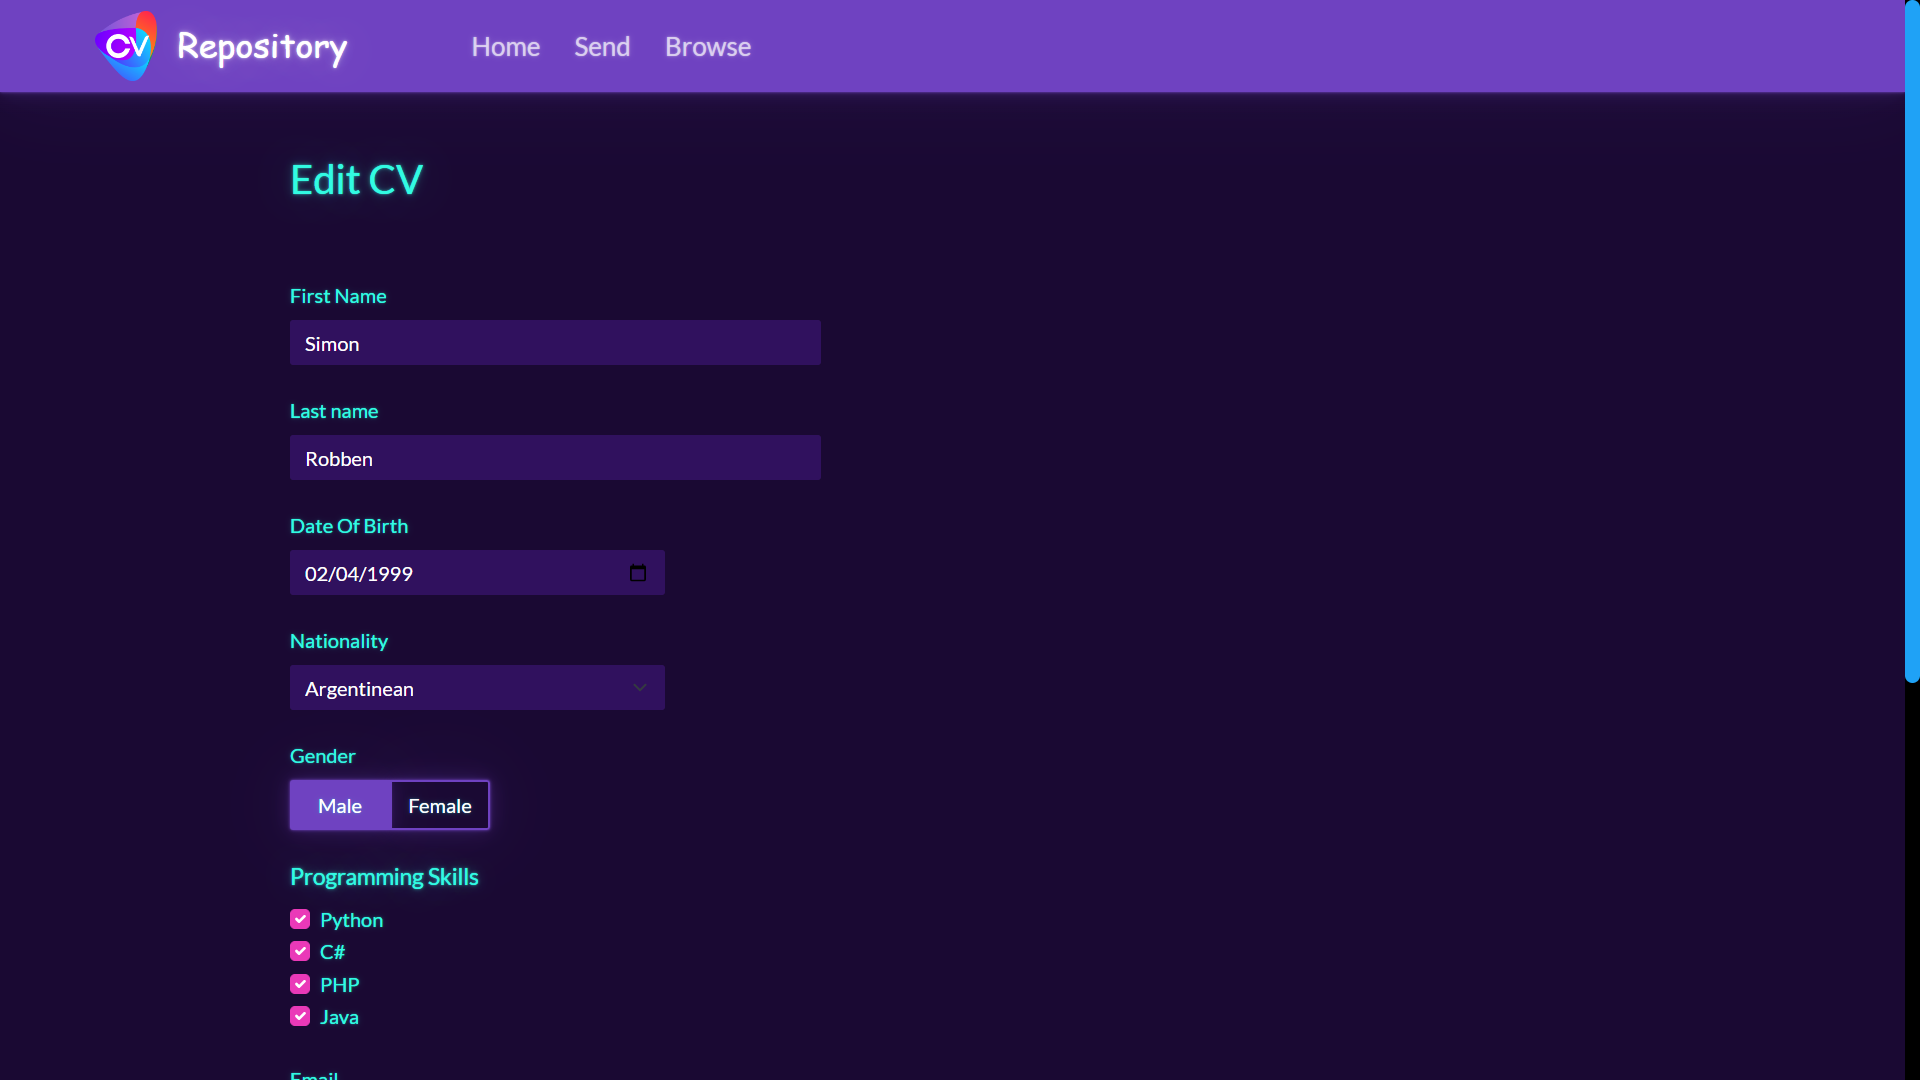 CV Repository Home Send Browse
Edit CV
First Name
Simon
Last name
Robben
Date Of Birth
02/04/1999
Nationality
Argentinean
Gender
Male Female
Programming Skills
Python
C#
PHP
Java
Email